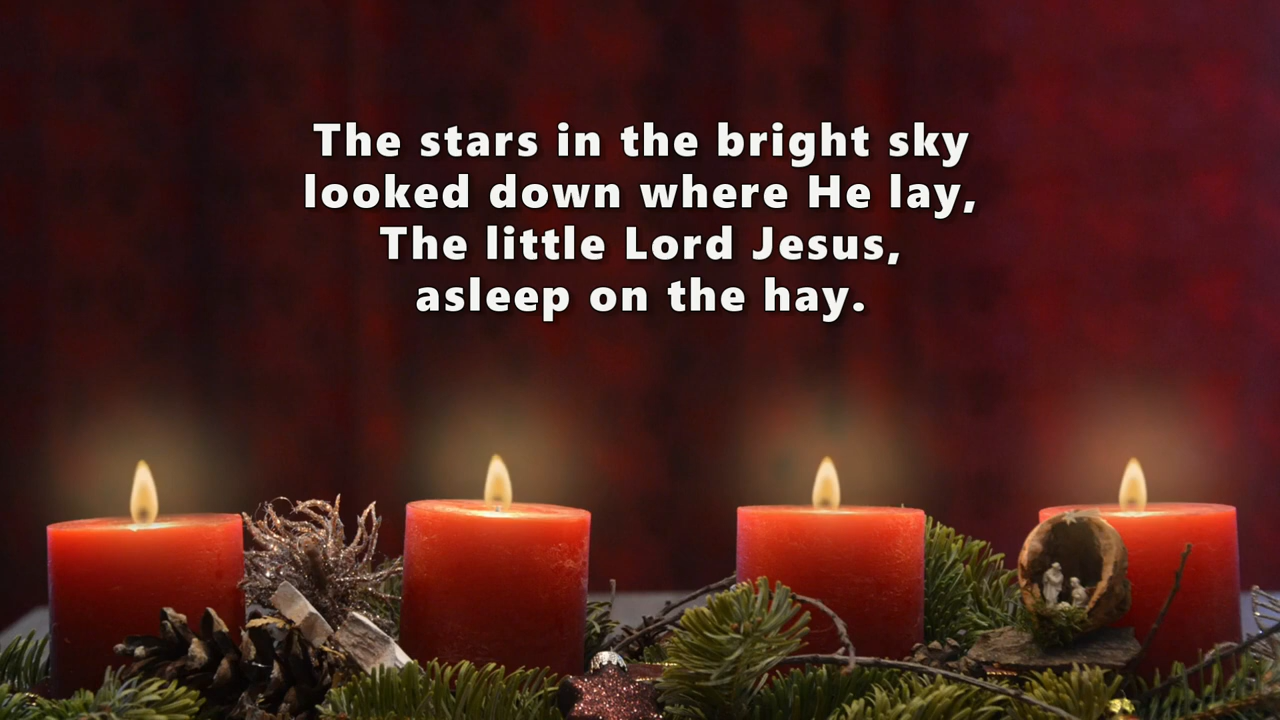 The stars in the bright sky
looked down where He lay,
The little Lord Jesus,
asleep on the hay.